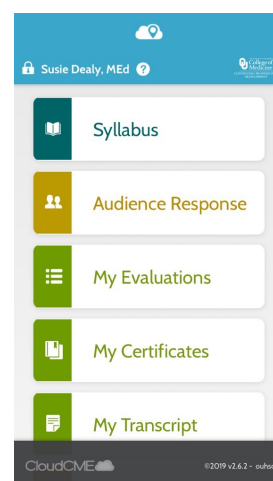 Susie Dealy, MEd ?
College of
Medicine
Syllabus
Audience Response
My Evaluations
My Certificates
My Transcript
CloudCME
©2019 v2.6.2 - ouhsc